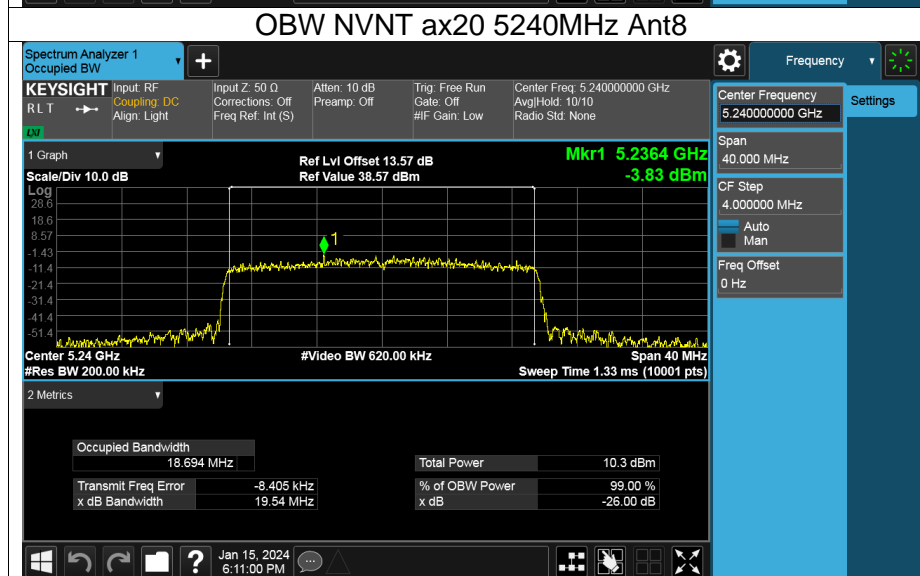 OBW NVNT ax20 5240MHz Ant8
Spectrum Analyzer 1
Occupied BW
KEYSIGHT
R L T
LXI
Input: RF
Coupling: DC
Align: Light
Input Z: 50 Ω
Corrections: Off
Freq Ref: Int (S)
Atten: 10 dB
Preamp: Off
Trig: Free Run
Gate: Off
#IF Gain: Low
Center Freq: 5.240000000 GHz
Avg|Hold: 10/10
Radio Std: None
1 Graph
Scale/Div 10.0 dB
Ref Lvl Offset 13.57 dB
Ref Value 38.57 dBm
Mkr1 5.2364 GHz
-3.83 dBm
Log
28.6
18.6
8.57
-1.43
-11.4
-21.4
-31.4
-41.4
-51.4
1
Center 5.24 GHz
#Video BW 620.00 kHz
Span 40 MHz
#Res BW 200.00 kHz
Sweep Time 1.33 ms (10001 pts)
2 Metrics
Occupied Bandwidth
18.694 MHz
Transmit Freq Error -8.405 kHz
x dB Bandwidth 19.54 MHz
Total Power 10.3 dBm
% of OBW Power 99.00 %
x dB -26.00 dB
Frequency
Settings
Center Frequency
5.240000000 GHz
Span
40.000 MHz
CF Step
4.000000 MHz
Auto
Man
Freq Offset
0 Hz
?
Jan 15, 2024
6:11:00 PM